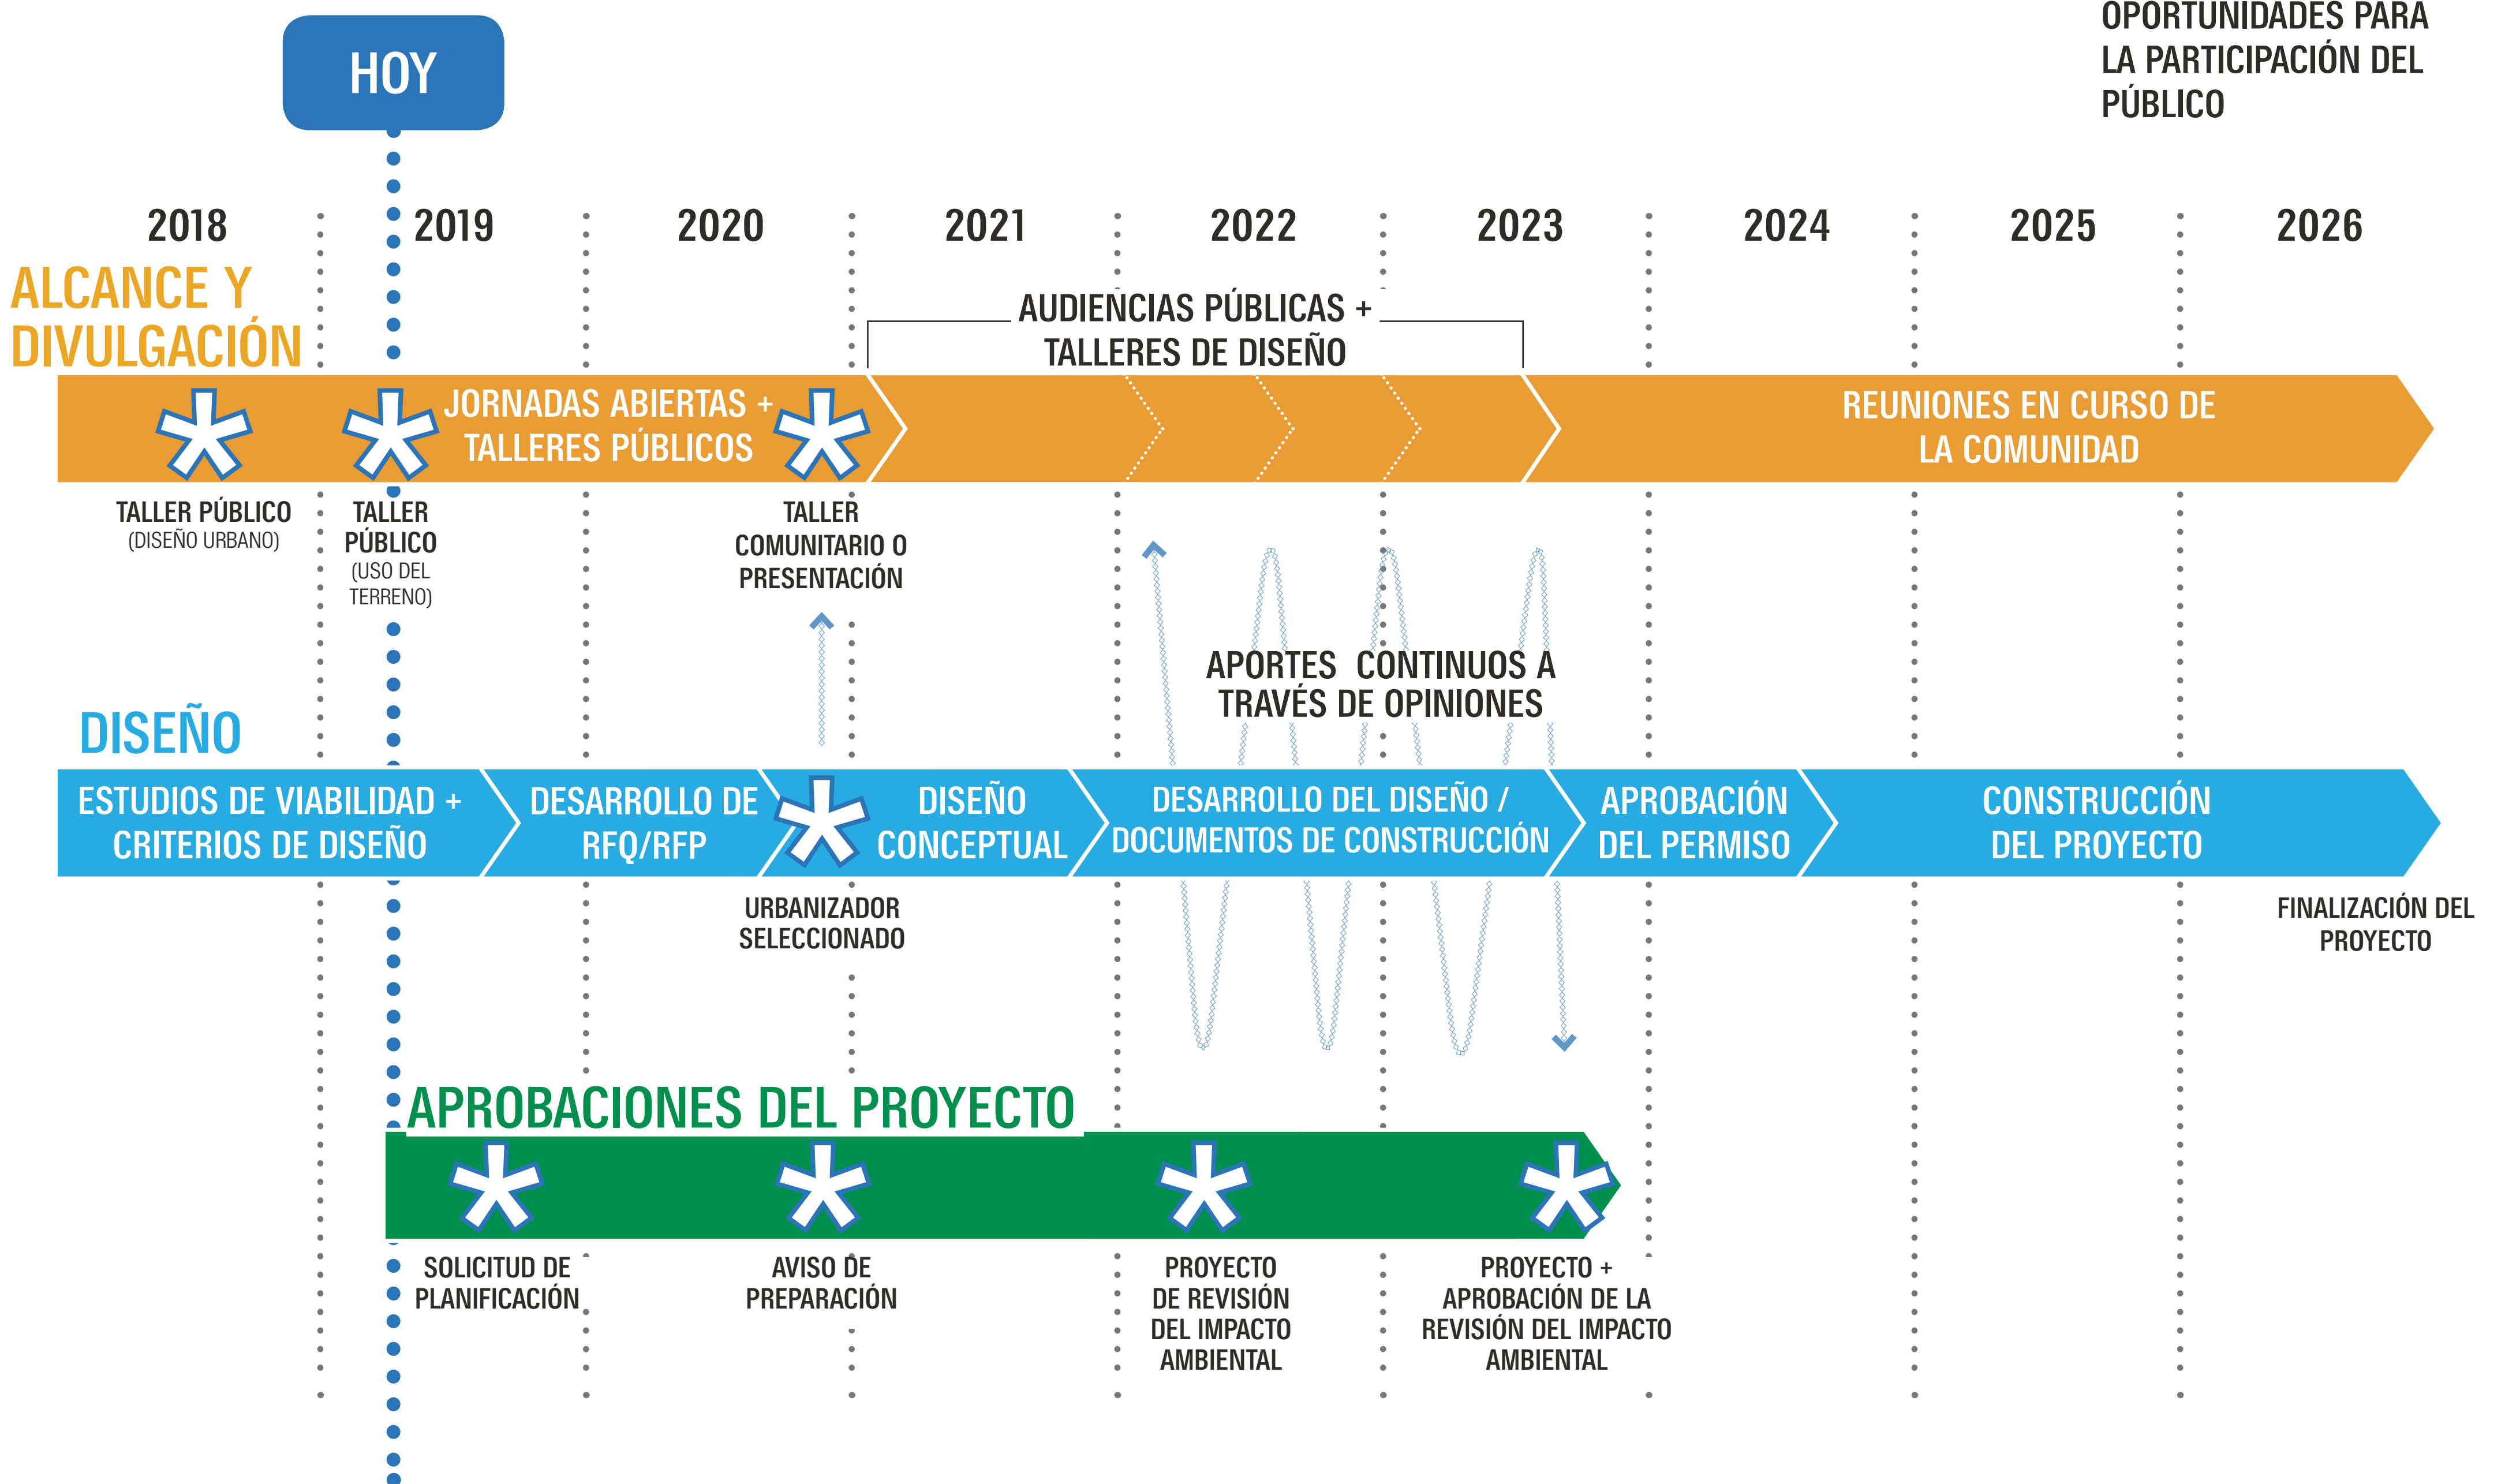 OPORTUNIDADES PARA
LA PARTICIPACIÓN DEL
PÚBLICO
HOY
2018
2019
2020
2021
2022
2023
2024
2025
2026
ALCANCE Y
DIVULGACIÓN
AUDIENCIAS PÚBLICAS +
TALLERES DE DISEÑO
JORNADAS ABIERTAS +
TALLERES PÚBLICOS
REUNIONES EN CURSO DE
LA COMUNIDAD
TALLER PÚBLICO
(DISEÑO URBANO)
TALLER
PÚBLICO
(USO DEL
TERRENO)
TALLER
COMUNITARIO O
PRESENTACIÓN
APORTES CONTINUOS A
TRAVÉS DE OPINIONES
DISEÑO
ESTUDIOS DE VIABILIDAD +
CRITERIOS DE DISEÑO
DESARROLLO DE
RFQ/RFP
DISEÑO
CONCEPTUAL
DESARROLLO DEL DISEÑO /
DOCUMENTOS DE CONSTRUCCIÓN
APROBACIÓN
DEL PERMISO
CONSTRUCCIÓN
DEL PROYECTO
URBANIZADOR
SELECCIONADO
FINALIZACIÓN DEL
PROYECTO
APROBACIONES DEL PROYECTO
SOLICITUD DE
PLANIFICACIÓN
AVISO DE
PREPARACIÓN
PROYECTO
DE REVISIÓN
DEL IMPACTO
AMBIENTAL
PROYECTO +
APROBACIÓN DE LA
REVISIÓN DEL IMPACTO
AMBIENTAL